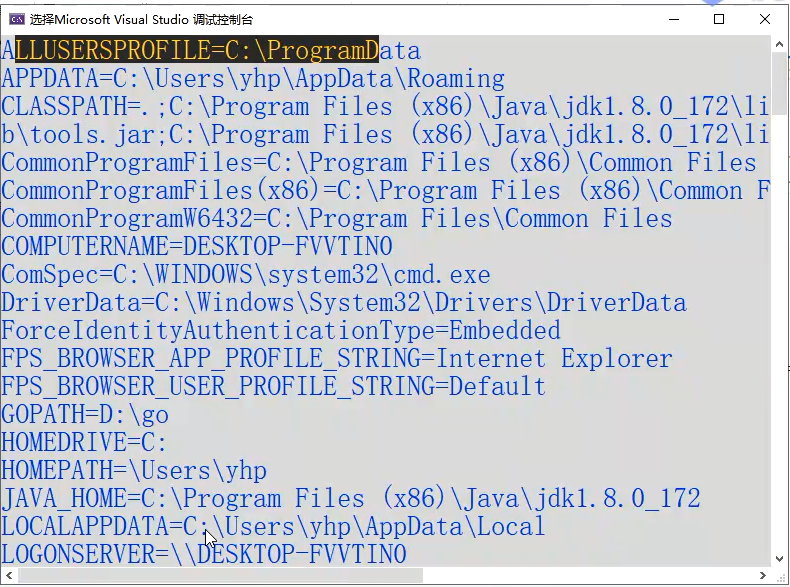 选择Microsoft Visual Studio 调试控制台
ALLUSERSPROFILE=C:\ProgramData
APPDATA=C:\Users\yhp\AppData\Roaming
CLASSPATH=.;C:\Program Files (x86)\Java\jdk1.8.0_172\li
b\tools.jar;C:\Program Files (x86)\Java\jdk1.8.0_172\li
CommonProgramFiles=C:\Program Files (x86)\Common Files
CommonProgramFiles(x86)=C:\Program Files (x86)\Common F
CommonProgramW6432=C:\Program Files\Common Files
COMPUTERNAME=DESKTOP-FVVTINO
ComSpec=C:\WINDOWS\system32\cmd.exe
DriverData=C:\Windows\System32\Drivers\DriverData
ForceIdentityAuthenticationType=Embedded
FPS_BROWSER_APP_PROFILE_STRING=Internet Explorer
FPS_BROWSER_USER_PROFILE_STRING=Default
GOPATH=D:\go
HOMEDRIVE=C:
HOMEPATH=\Users\yhp
JAVA_HOME=C:\Program Files (x86)\Java\jdk1.8.0_172
LOCALAPPDATA=C:\Users\yhp\AppData\Local
LOGONSERVER=\\DESKTOP-FVVTINO